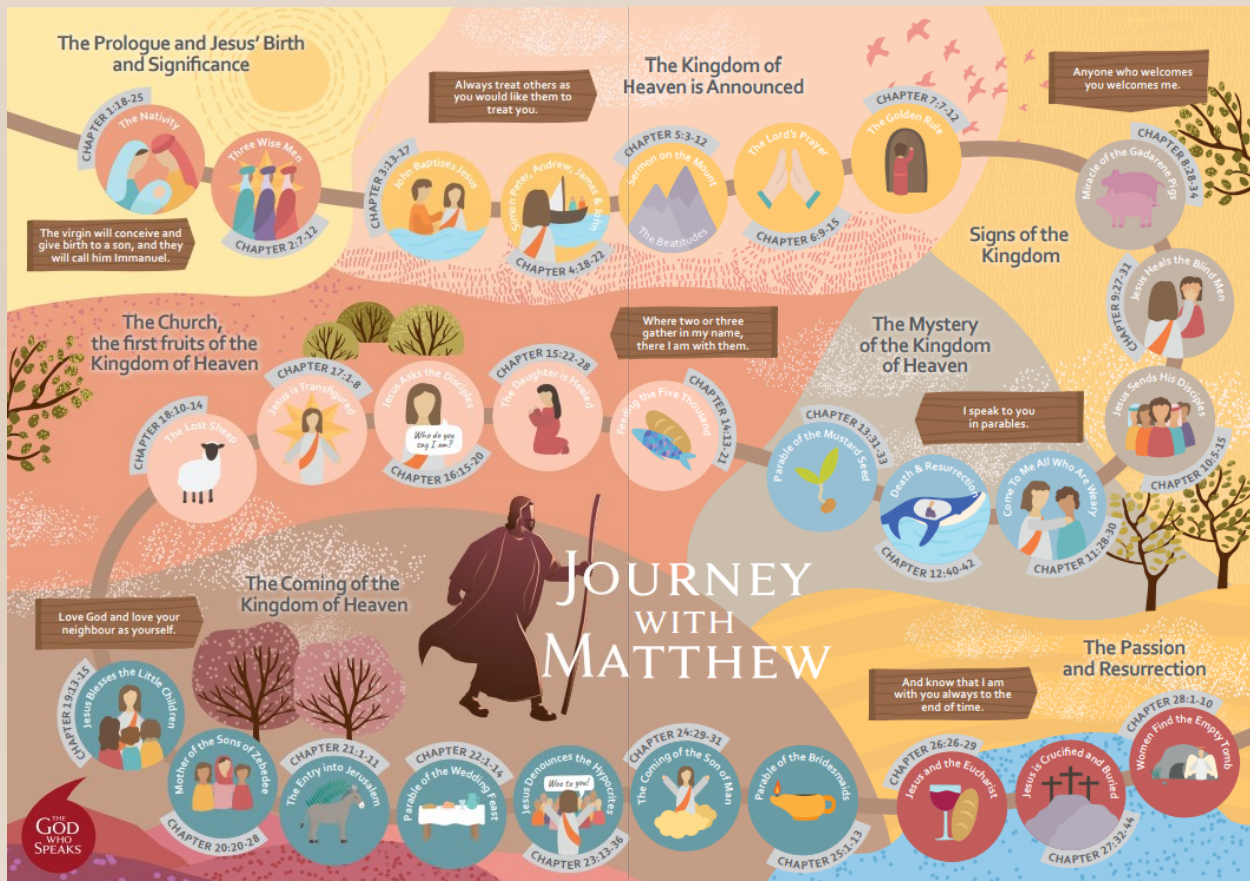 The Prologue and Jesus' Birth
and Significance
CHAPTER 1:18-25
The Nativity
Three Wise Men
CHAPTER 2:7-12
The virgin will conceive and
give birth to a son, and they
will call him Immanuel.
Always treat others as
you would like them to
treat you.
The Kingdom of
Heaven is Announced
CHAPTER 3:13-17
John Baptises Jesus
Simon Peter, Andrew, James & John
CHAPTER 4:18-22
CHAPTER 5:3-12
Sermon on the Mount
The Beatitudes
The Lord's Prayer
CHAPTER 6:9-15
CHAPTER 7:7-12
The Golden Rule
Anyone who welcomes
you welcomes me.
CHAPTER 8:28-34
Miracle of the Gadarene Pigs
Signs of the
Kingdom
CHAPTER 9:27-31
Jesus Heals the Blind Men
Jesus Sends His Disciples
CHAPTER 10:5-15
The Mystery
of the Kingdom
of Heaven
I speak to you
in parables.
Come To Me All Who Are Weary
CHAPTER 11:28-30
Death & Resurrection
CHAPTER 12:40-42
CHAPTER 13:31-33
Parable of the Mustard Seed
The Church,
the first fruits of the
Kingdom of Heaven
Where two or three
gather in my name,
there I am with them.
CHAPTER 14:13-21
Feeding the Five Thousand
CHAPTER 15:22-28
The Daughter is Healed
Jesus Asks the Disciples
Who do you
say I am?
CHAPTER 16:15-20
CHAPTER 17:1-8
Jesus is Transfigured
CHAPTER 18:10-14
The Lost Sheep
JOURNEY
WITH
MATTHEW
The Coming of the
Kingdom of Heaven
Love God and love your
neighbour as yourself.
CHAPTER 19:13-15
Jesus Blesses the Little Children
Mother of the Sons of Zebedee
CHAPTER 20:20-28
CHAPTER 21:1-11
The Entry into Jerusalem
CHAPTER 22:1-14
Parable of the Wedding Feast
Jesus Denounces the Hypocrites
Woe to you!
CHAPTER 23:13-36
CHAPTER 24:29-31
The Coming of the Son of Man
Parable of the Bridesmaids
CHAPTER 25:1-13
The Passion
and Resurrection
And know that I am
with you always to the
end of time.
CHAPTER 26:26-29
Jesus and the Eucharist
Jesus is Crucified and Buried
CHAPTER 27:32-44
CHAPTER 28:1-10
Women Find the Empty Tomb
THE
GOD
WHO
SPEAKS